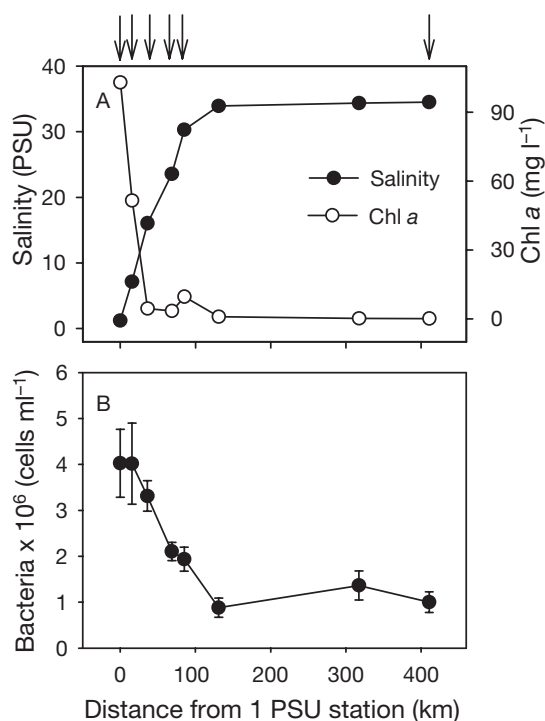 40
A
90
30
Salinity (PSU)
Chl a (mg l⁻¹)
60
Salinity
20
Chl a
30
10
0
0
6
B
5
Bacteria x 10⁶ (cells ml⁻¹)
4
3
2
1
0
0 100 200 300 400
Distance from 1 PSU station (km)